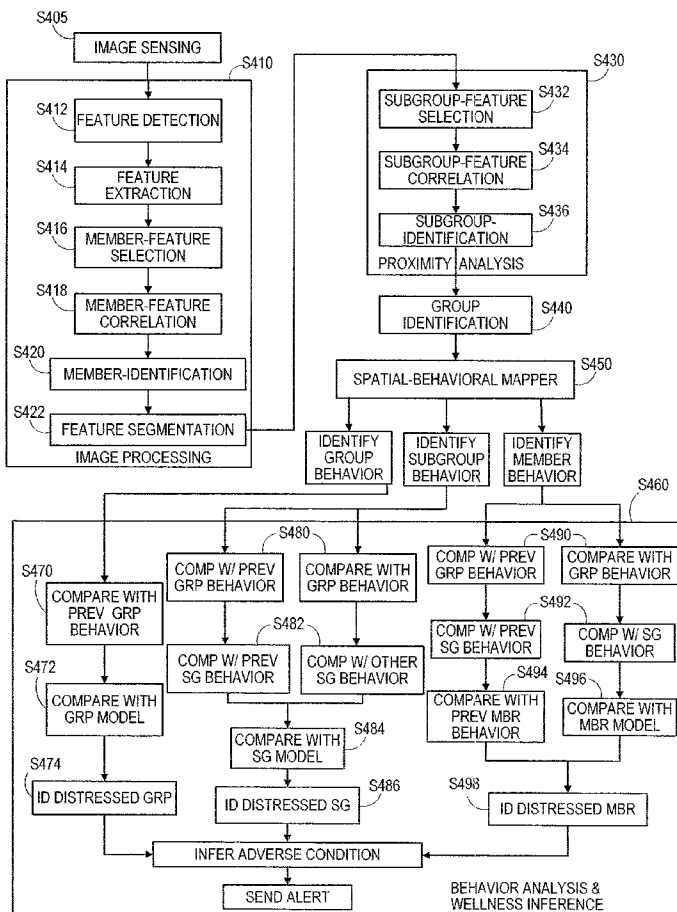 S405
IMAGE SENSING
S410
S412
FEATURE DETECTION
S414
FEATURE
EXTRACTION
S416
MEMBER-FEATURE
SELECTION
S418
MEMBER-FEATURE
CORRELATION
S420
MEMBER-IDENTIFICATION
S422
FEATURE SEGMENTATION
IMAGE PROCESSING
S430
S432
SUBGROUP-FEATURE
SELECTION
S434
SUBGROUP-FEATURE
CORRELATION
S436
SUBGROUP-
IDENTIFICATION
PROXIMITY ANALYSIS
GROUP
IDENTIFICATION
S440
S450
SPATIAL-BEHAVIORAL MAPPER
IDENTIFY
GROUP
BEHAVIOR
IDENTIFY
SUBGROUP
BEHAVIOR
IDENTIFY
MEMBER
BEHAVIOR
S460
S470
COMPARE WITH
PREV GRP
BEHAVIOR
S472
COMPARE WITH
GRP MODEL
S474
ID DISTRESSED GRP
S480
COMP W/ PREV
GRP BEHAVIOR
COMPARE WITH
GRP BEHAVIOR
S482
COMP W/ PREV
SG BEHAVIOR
COMP W/ OTHER
SG BEHAVIOR
S484
COMPARE WITH
SG MODEL
S486
ID DISTRESSED SG
S490
COMP W/ PREV
GRP BEHAVIOR
COMPARE WITH
GRP BEHAVIOR
S492
COMP W/ PREV
SG BEHAVIOR
COMP W/ SG
BEHAVIOR
S494
COMPARE WITH
PREV MBR
BEHAVIOR
S496
COMPARE WITH
MBR MODEL
S498
ID DISTRESSED MBR
INFER ADVERSE CONDITION
SEND ALERT
BEHAVIOR ANALYSIS &
WELLNESS INFERENCE